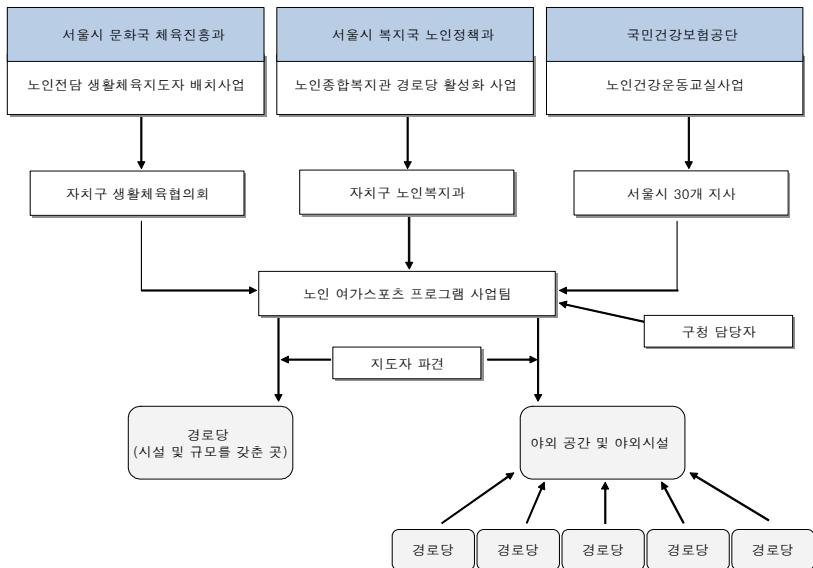 서울시 문화국 체육진흥과
노인전담 생활체육지도자 배치사업
서울시 복지국 노인정책과
노인종합복지관 경로당 활성화 사업
국민건강보험공단
노인건강운동교실사업
자치구 생활체육협의회
자치구 노인복지과
서울시 30개 지사
노인 여가스포츠 프로그램 사업팀
구청 담당자
지도자 파견
경로당
(시설 및 규모를 갖춘 곳)
야외 공간 및 야외시설
경로당
경로당
경로당
경로당
경로당